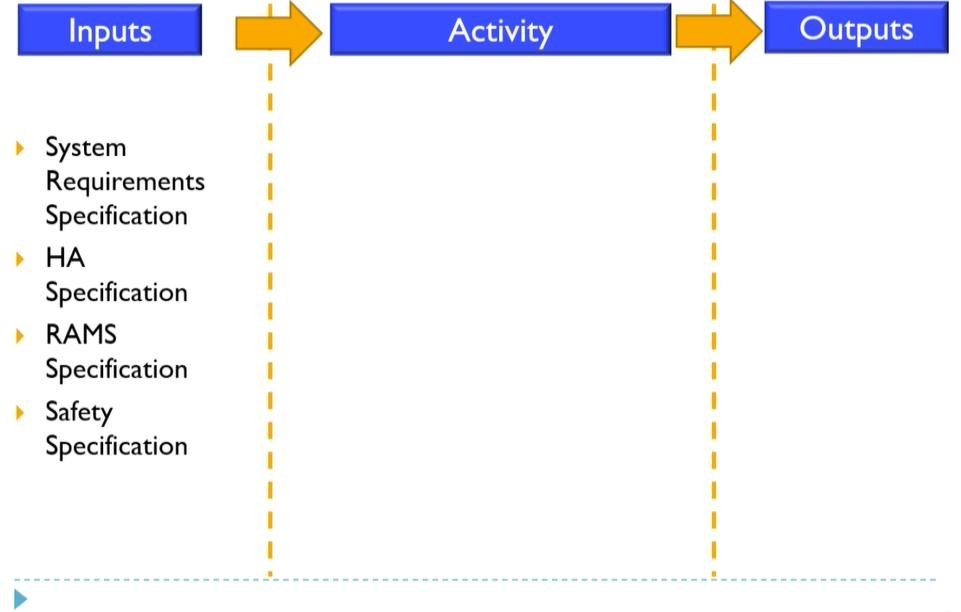 Inputs
Activity
Outputs
System
Requirements
Specification
HA
Specification
RAMS
Specification
Safety
Specification